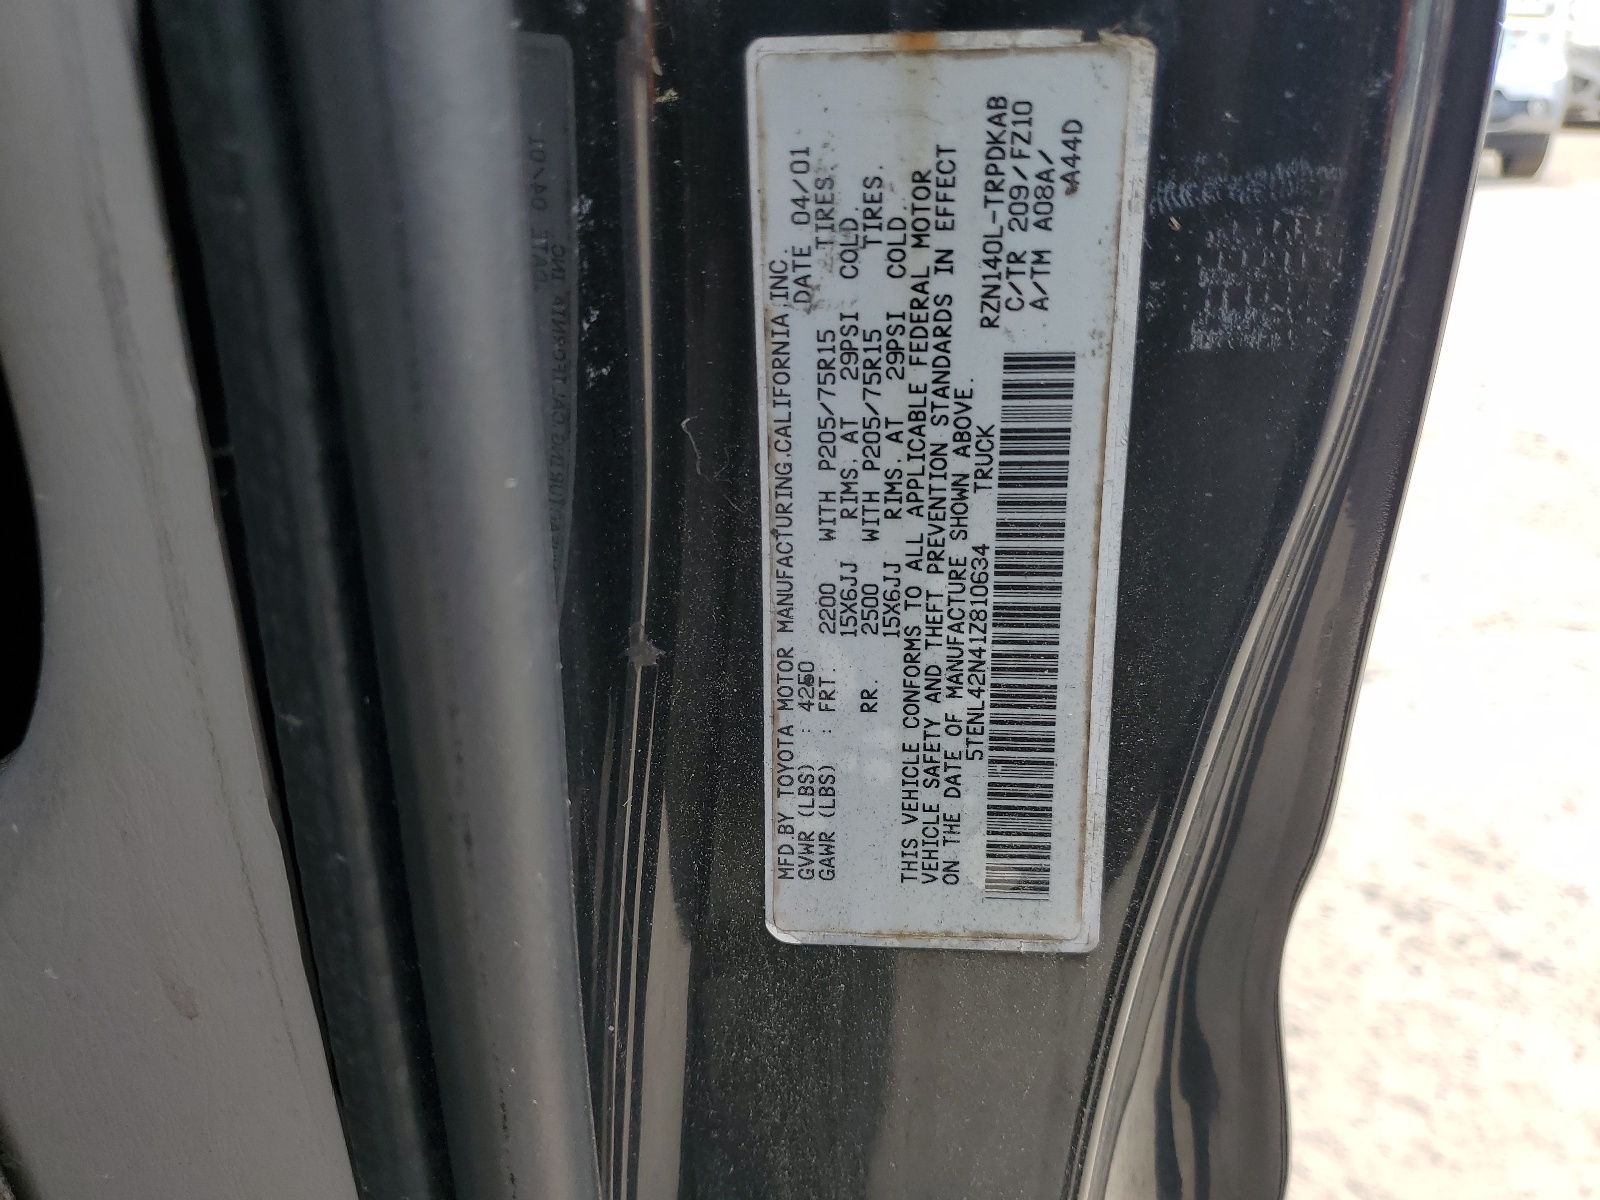 MFD.BY TOYOTA MOTOR MANUFACTURING.CALIFORNIA,INC.
GVWR (LBS) : 4250 DATE 04/01
GAWR (LBS) : FRT. 2200 WITH P205/75R15 TIRES.
15X6JJ RIMS. AT 29PSI COLD.
RR. 2500 WITH P205/75R15 TIRES.
15X6JJ RIMS. AT 29PSI COLD
THIS VEHICLE CONFORMS TO ALL APPLICABLE FEDERAL MOTOR
VEHICLE SAFETY AND THEFT PREVENTION STANDARDS IN EFFECT
ON THE DATE OF MANUFACTURE SHOWN ABOVE.
5TENL42N41Z810634 TRUCK
RZN140L-TRPDKAB
C/TR 209/FZ10
A/TM A08A/
A44D